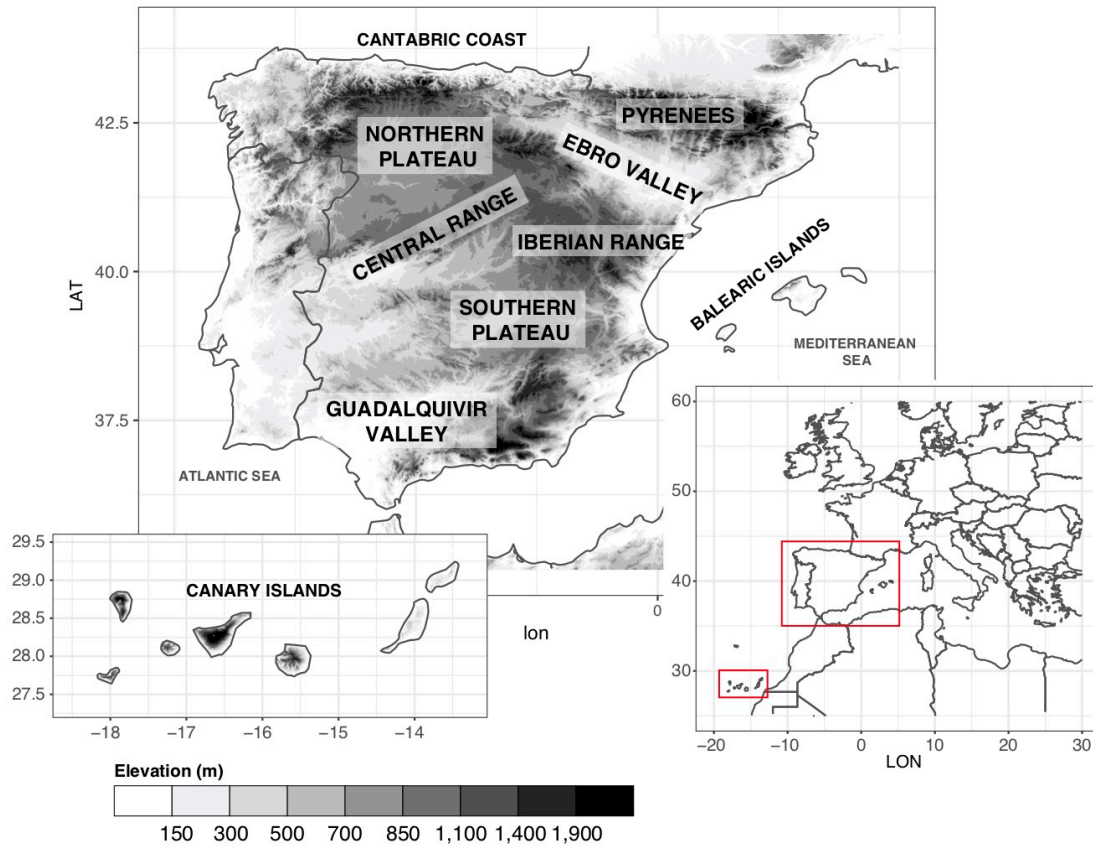 CANTABRIC COAST
PYRENEES
NORTHERN
PLATEAU
EBRO VALLEY
CENTRAL RANGE
IBERIAN RANGE
BALEARIC ISLANDS
SOUTHERN
PLATEAU
MEDITERRANEAN
SEA
GUADALQUIVIR
VALLEY
ATLANTIC SEA
42.5
40.0
37.5
LAT
0
lon
CANARY ISLANDS
29.5
29.0
28.5
28.0
27.5
−18
−17
−16
−15
−14
60
50
40
30
−20
−10
0
10
20
30
LON
Elevation (m)
150 300 500 700 850 1,100 1,400 1,900